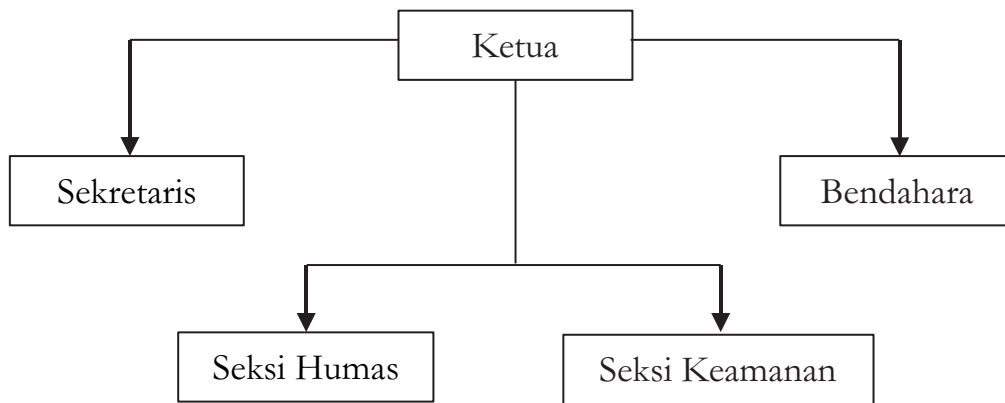 Ketua
Sekretaris
Bendahara
Seksi Humas
Seksi Keamanan